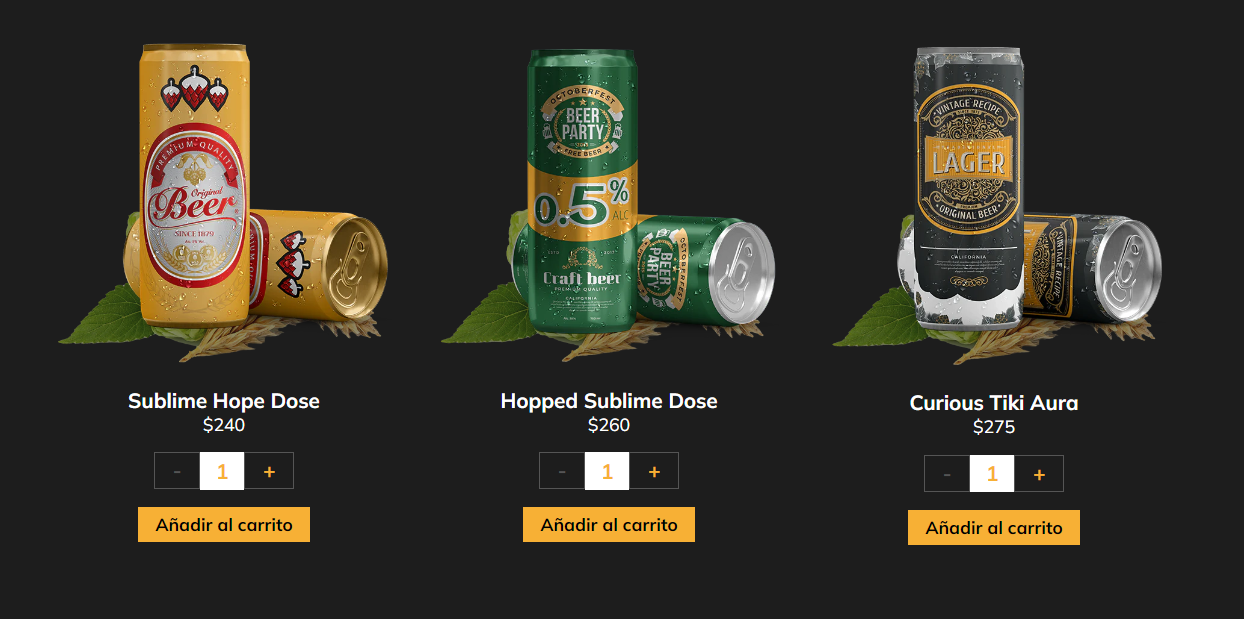 PREMIUM-QUALITY
Original
Beer
SINCE 1879
OCTOBERFEST
BEER
PARTY
FREE BEER
0.5%
ALC
Craft beer
PREMIUM QUALITY
CALIFORNIA
BEER
PARTY
OCTOBERFEST
VINTAGE RECIPE
LAGER
ORIGINAL BEER
CALIFORNIA
VINTAGE RECIPE
Sublime Hope Dose
$240
- 1 +
Añadir al carrito
Hopped Sublime Dose
$260
- 1 +
Añadir al carrito
Curious Tiki Aura
$275
- 1 +
Añadir al carrito